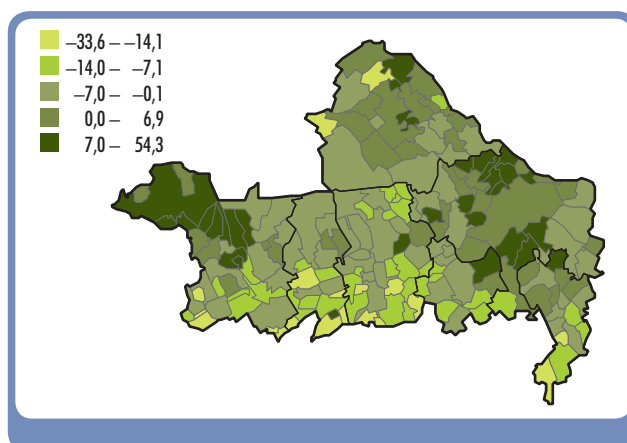 –33,6 – –14,1
–14,0 – –7,1
–7,0 – –0,1
0,0 – 6,9
7,0 – 54,3